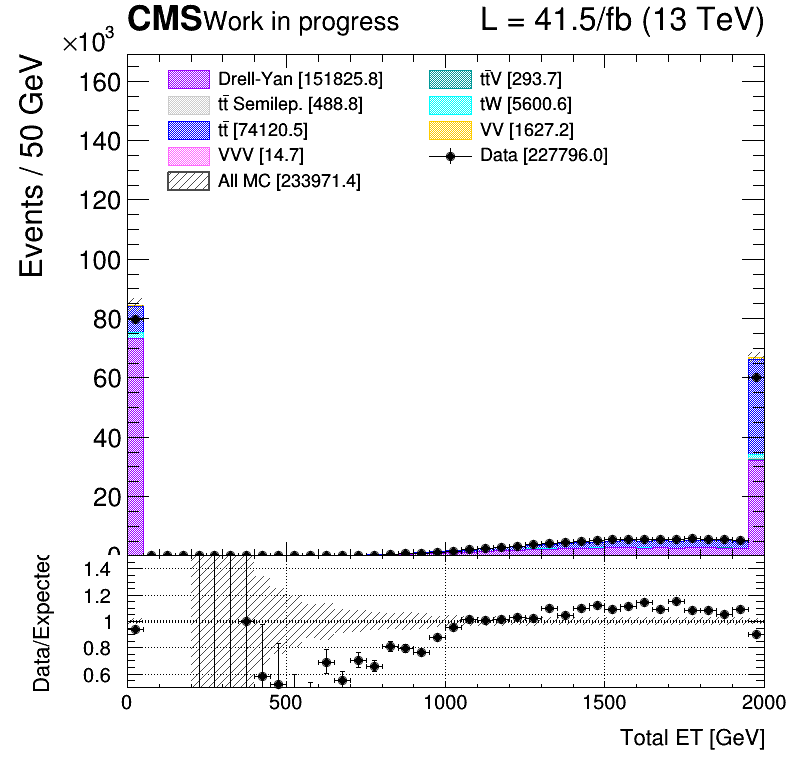 CMS Work in progress L = 41.5/fb (13 TeV)
×10³
Events / 50 GeV
160
140
120
100
80
60
40
20
0
Drell-Yan [151825.8]
tt̄ Semilep. [488.8]
tt̄ [74120.5]
VVV [14.7]
All MC [233971.4]
tt̄V [293.7]
tW [5600.6]
VV [1627.2]
Data [227796.0]
Data/Expected
1.4
1.2
1
0.8
0.6
0 500 1000 1500 2000
Total ET [GeV]